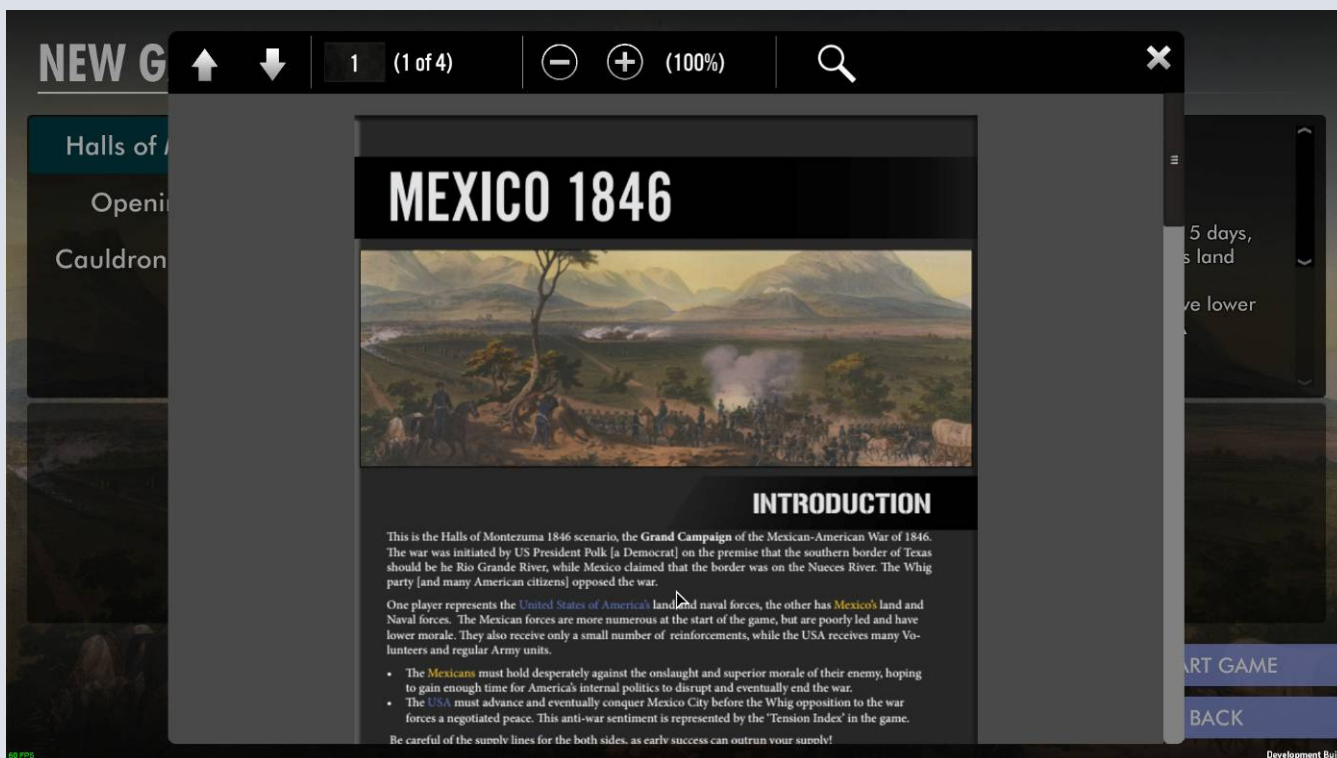 NEW G
1 (1 of 4) (100%)
Halls of
Openi
Cauldron
5 days,
s land
ve lower
MEXICO 1846
INTRODUCTION
This is the Halls of Montezuma 1846 scenario, the Grand Campaign of the Mexican-American War of 1846.
The war was initiated by US President Polk [a Democrat] on the premise that the southern border of Texas
should be he Rio Grande River, while Mexico claimed that the border was on the Nueces River. The Whig
party [and many American citizens] opposed the war.
One player represents the United States of America's land and naval forces, the other has Mexico's land and
Naval forces. The Mexican forces are more numerous at the start of the game, but are poorly led and have
lower morale. They also receive only a small number of reinforcements, while the USA receives many Vo-
lunteers and regular Army units.
• The Mexicans must hold desperately against the onslaught and superior morale of their enemy, hoping
to gain enough time for America's internal politics to disrupt and eventually end the war.
• The USA must advance and eventually conquer Mexico City before the Whig opposition to the war
forces a negotiated peace. This anti-war sentiment is represented by the 'Tension Index' in the game.
Be careful of the supply lines for the both sides, as early success can outrun your supply!
ART GAME
BACK
60 FPS
Development Bui